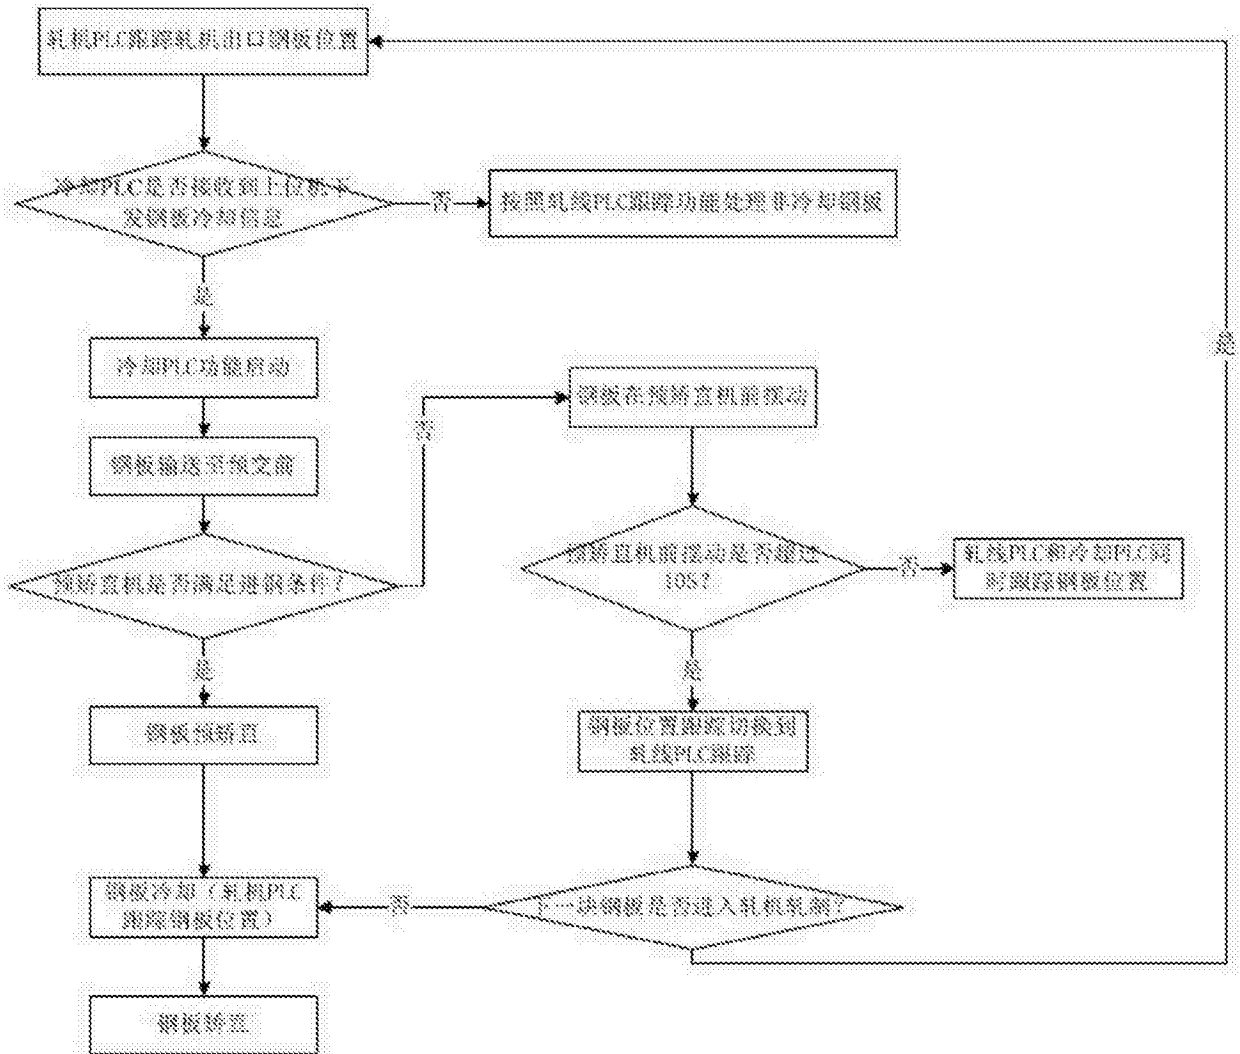 轧机PLC跟踪轧机出口钢板位置
冷却PLC是否接收到上位机下
发钢板冷却信息
否
按照轧线PLC跟踪功能处理非冷却钢板
是
冷却PLC功能启动
钢板输送至预之前
预矫直机是否满足进钢条件？
否
钢板在预矫直机前摆动
预矫直机前摆动是否超过
10S？
否
轧线PLC和冷却PLC同
时跟踪钢板位置
是
钢板位置跟踪切换到
轧线PLC跟踪
是
钢板预矫直
下一块钢板是否进入轧机轧制？
否
是
钢板冷却（轧机PLC
跟踪钢板位置）
钢板矫直